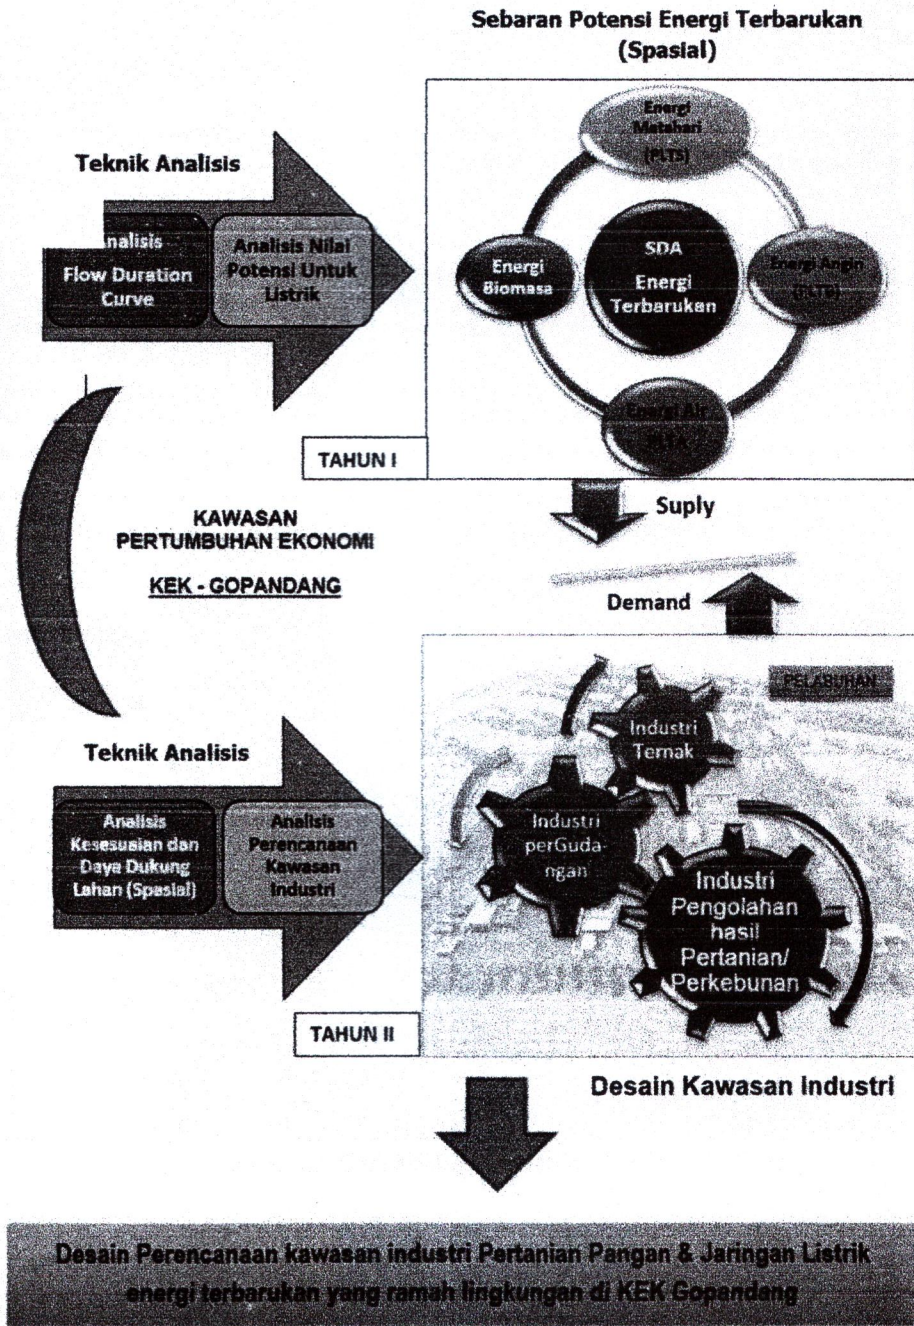 Sebaran Potensi Energi Terbarukan
(Spasial)
Teknik Analisis
nalisis
Flow Duration
Curve
Analisis Nilai
Potensi Untuk
Listrik
Energi
Matahari
(PLTS)
Energi
Biomasa
SDA
Energi
Terbarukan
Energi Angin
(PLTB)
Energi Air
PLTA
TAHUN I
Suply
KAWASAN
PERTUMBUHAN EKONOMI
KEK - GOPANDANG
Demand
PELABUHAN
Teknik Analisis
Analisis
Kesesuaian dan
Daya Dukung
Lahan (Spasial)
Analisis
Perencanaan
Kawasan
Industri
Industri
Ternak
Industri
perGuda-
ngan
Industri
Pengolahan
hasil
Pertanian/
Perkebunan
TAHUN II
Desain Kawasan industri
Desain Perencanaan kawasan industri Pertanian Pangan & Jaringan Listrik
energi terbarukan yang ramah lingkungan di KEK Gopandang